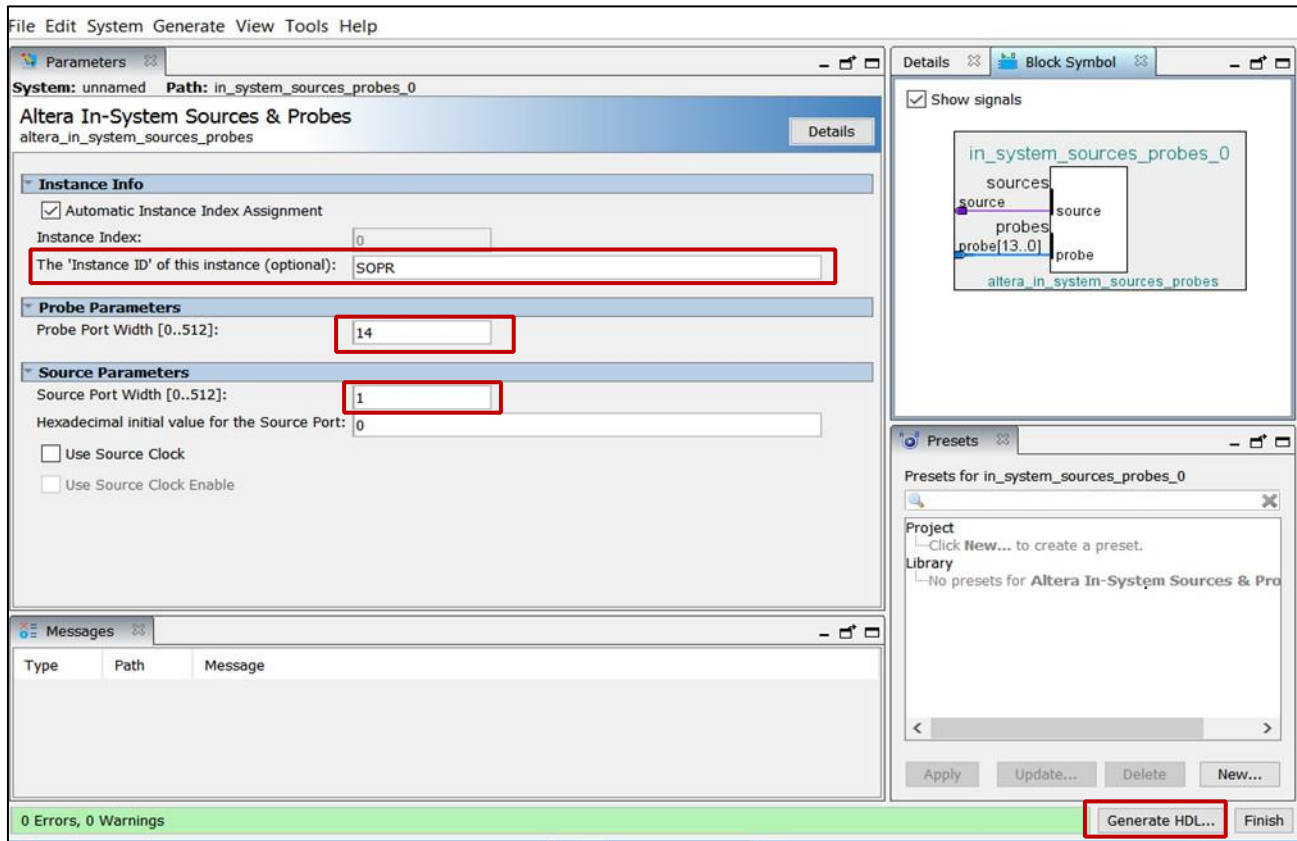 File Edit System Generate View Tools Help
Parameters
System: unnamed Path: in_system_sources_probes_0
Altera In-System Sources & Probes
altera_in_system_sources_probes
Details
Instance Info
Automatic Instance Index Assignment
Instance Index:
0
The 'Instance ID' of this instance (optional):
SOPR
Probe Parameters
Probe Port Width [0..512]:
14
Source Parameters
Source Port Width [0..512]:
1
Hexadecimal initial value for the Source Port:
0
Use Source Clock
Use Source Clock Enable
Messages
Type Path Message
0 Errors, 0 Warnings
Details Block Symbol
Show signals
in_system_sources_probes_0
sources
source
source
probes
probe[13..0]
probe
altera_in_system_sources_probes
Presets
Presets for in_system_sources_probes_0
Project
Click New... to create a preset.
Library
No presets for Altera In-System Sources & Pro
Apply Update... Delete New...
Generate HDL... Finish